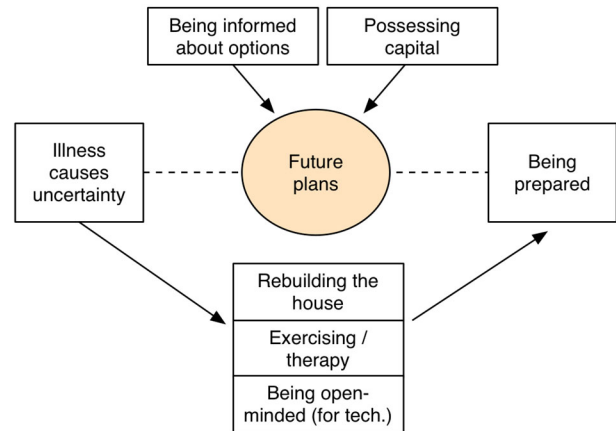 Being informed
about options
Possessing
capital
Illness
causes
uncertainty
Future
plans
Being
prepared
Rebuilding the
house
Exercising /
therapy
Being open-
minded (for tech.)